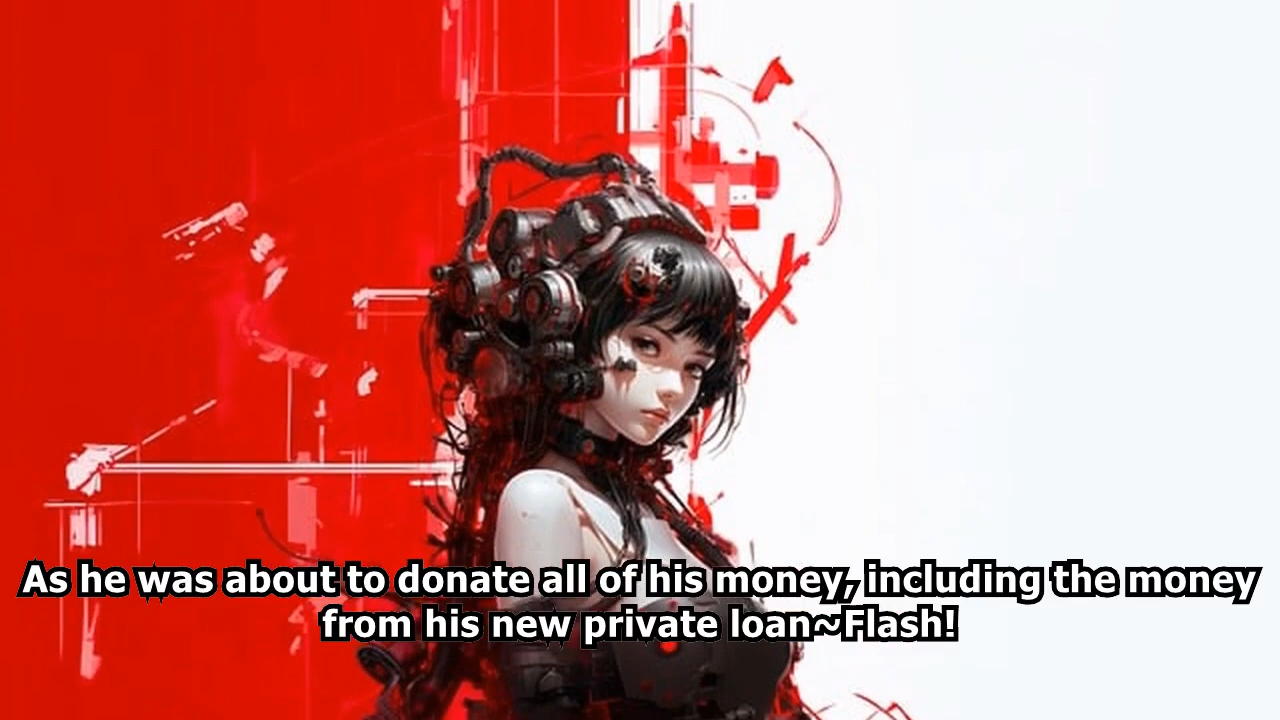 As he was about to donate all of his money, including the money
from his new private loan~Flash!